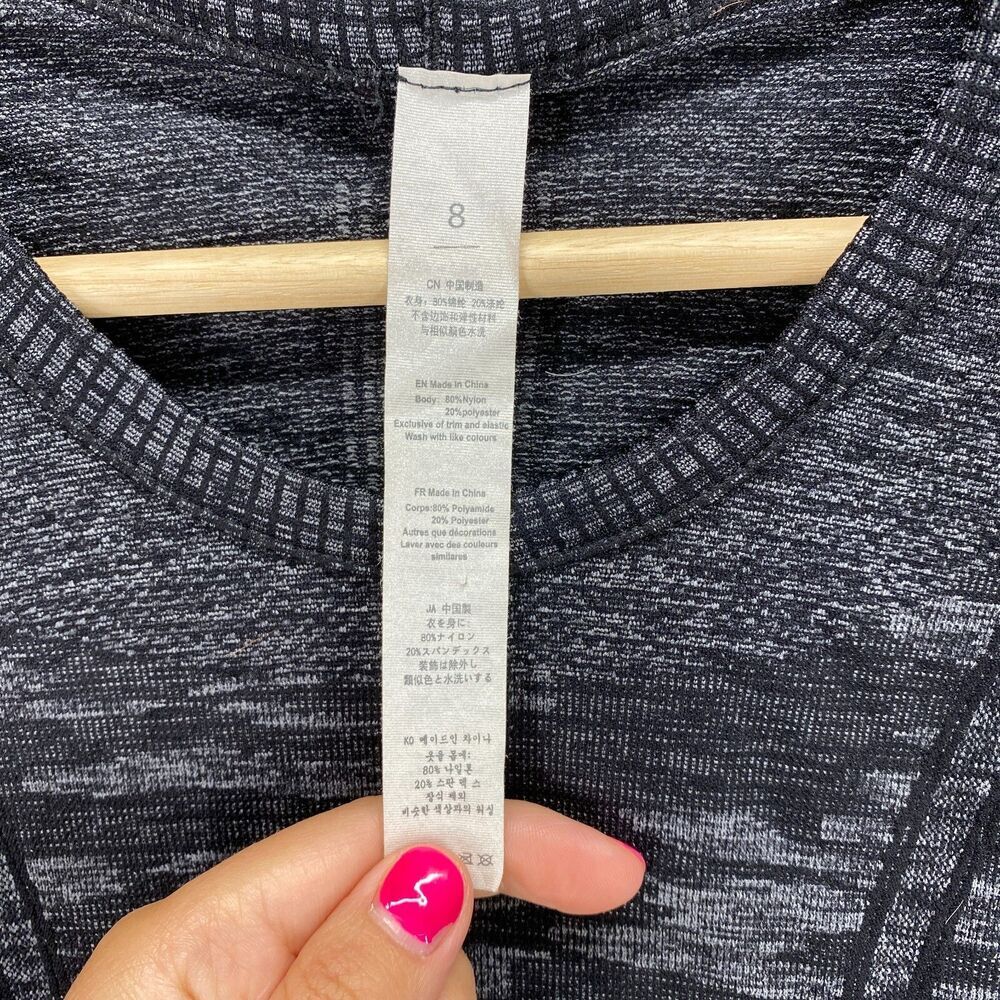 8
CN 中国制造
衣身：80%锦纶 20%涤纶
不含边饰和弹性材料
与相似颜色水洗
EN Made in China
Body: 80%Nylon
20%polyester
Exclusive of trim and elastic
Wash with like colours
FR Made in China
Corps:80% Polyamide
20% Polyester
Autres que décorations
Laver avec des couleurs
similares
JA 中国製
衣を身に:
80%ナイロン
20%スパンデックス
装飾は除外し
類似色と水洗いする
KO 메이드인 차이나
옷을 몸에:
80% 나일론
20% 스판 덱 스
장식 제외
비슷한 색상과의 워싱